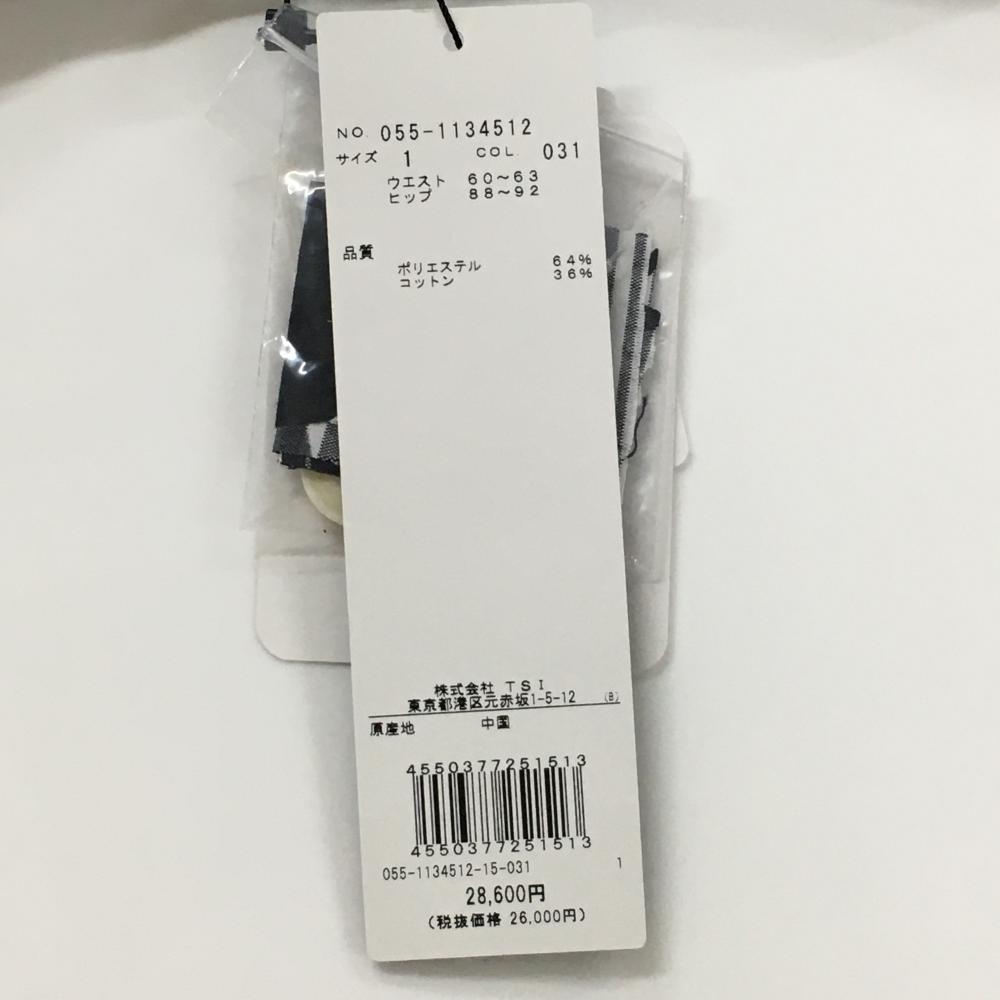 NO. 055-1134512
サイズ 1 COL. 031
ウエスト 60～63
ヒップ 88～92
品質
ポリエステル 64%
コットン 36%
株式会社 TSI
東京都港区元赤坂1-5-12 (B)
原産地 中国
4550377251513
4550377251513
055-1134512-15-031 1
28,600円
(税抜価格 26,000円)